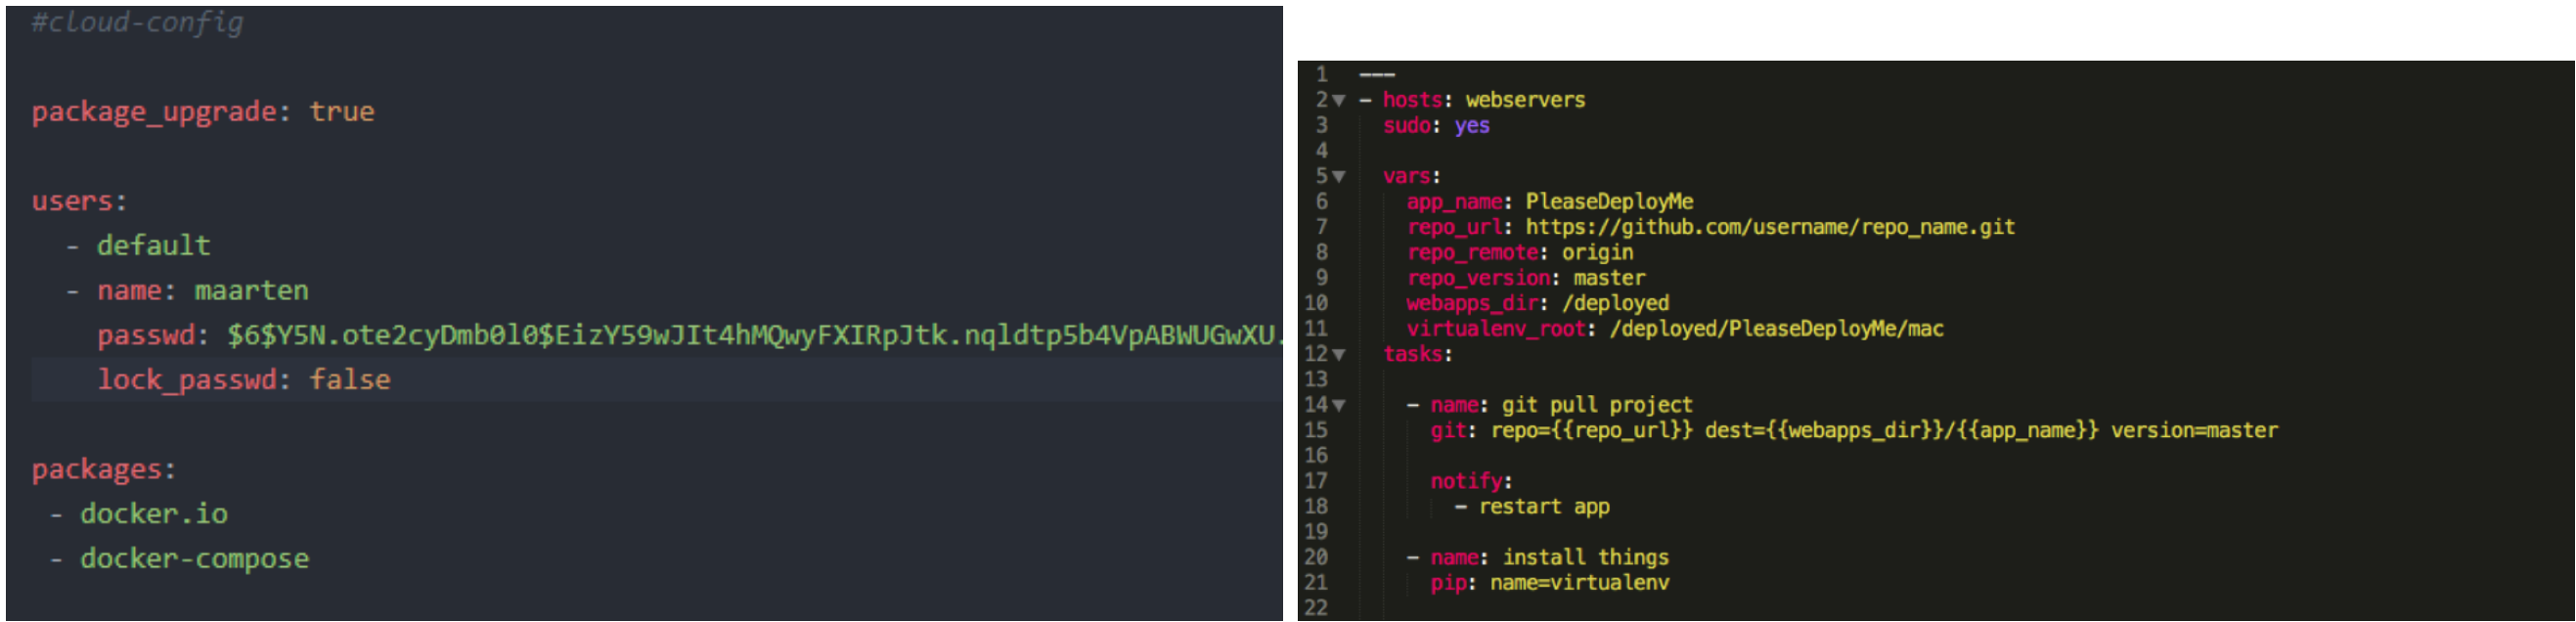 #cloud-config
package_upgrade: true
users:
  - default
  - name: maarten
    passwd: $6$Y5N.ote2cyDmb0l0$EizY59wJIt4hMQwyFXIRpJtk.nqldtp5b4VpABWUGwXU.
    lock_passwd: false
packages:
 - docker.io
 - docker-compose
1 ---
2 - hosts: webservers
3   sudo: yes
4
5   vars:
6     app_name: PleaseDeployMe
7     repo_url: https://github.com/username/repo_name.git
8     repo_remote: origin
9     repo_version: master
10     webapps_dir: /deployed
11     virtualenv_root: /deployed/PleaseDeployMe/mac
12   tasks:
13
14     - name: git pull project
15       git: repo={{repo_url}} dest={{webapps_dir}}/{{app_name}} version=master
16
17       notify:
18         - restart app
19
20     - name: install things
21       pip: name=virtualenv
22